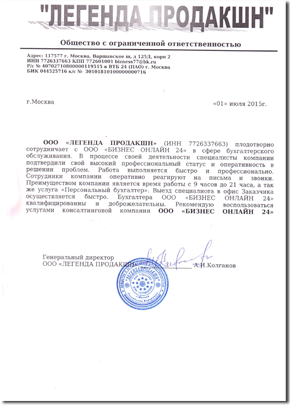 "ЛЕГЕНДА ПРОДАКШН"
Общество с ограниченной ответственностью
Адрес: 117577 г. Москва, Варшавское ш, д 125Д, корп 2
ИНН 7726337663 КПП 772601001 bizness77@bk.ru
Р/с № 40702710800000119515 в ВТБ 24 (ПАО) г. Москва
БИК 044525716 к/с № 30101810100000000716
г.Москва
«01» июля 2015г.
ООО «ЛЕГЕНДА ПРОДАКШН» (ИНН 7726337663) плодотворно
сотрудничает с ООО «БИЗНЕС ОНЛАЙН 24» в сфере бухгалтерского
обслуживания. В процессе своей деятельности специалисты компании
подтвердили свой высокий профессиональный статус и оперативность в
решении проблем. Работа выполняется быстро и профессионально.
Сотрудники компании оперативно реагируют на письма и звонки.
Преимуществом компании является время работы с 9 часов до 21 часа, а так
же услуга «Персональный бухгалтер». Выезд специалиста в офис Заказчика
осуществляется быстро. Бухгалтера ООО «БИЗНЕС ОНЛАЙН 24»
квалифицированны и доброжелательны. Рекомендую воспользоваться
услугами консалтинговой компании ООО «БИЗНЕС ОНЛАЙН 24»
Генеральный директор
ООО «ЛЕГЕНДА ПРОДАКШН»
А.И.Колгаков